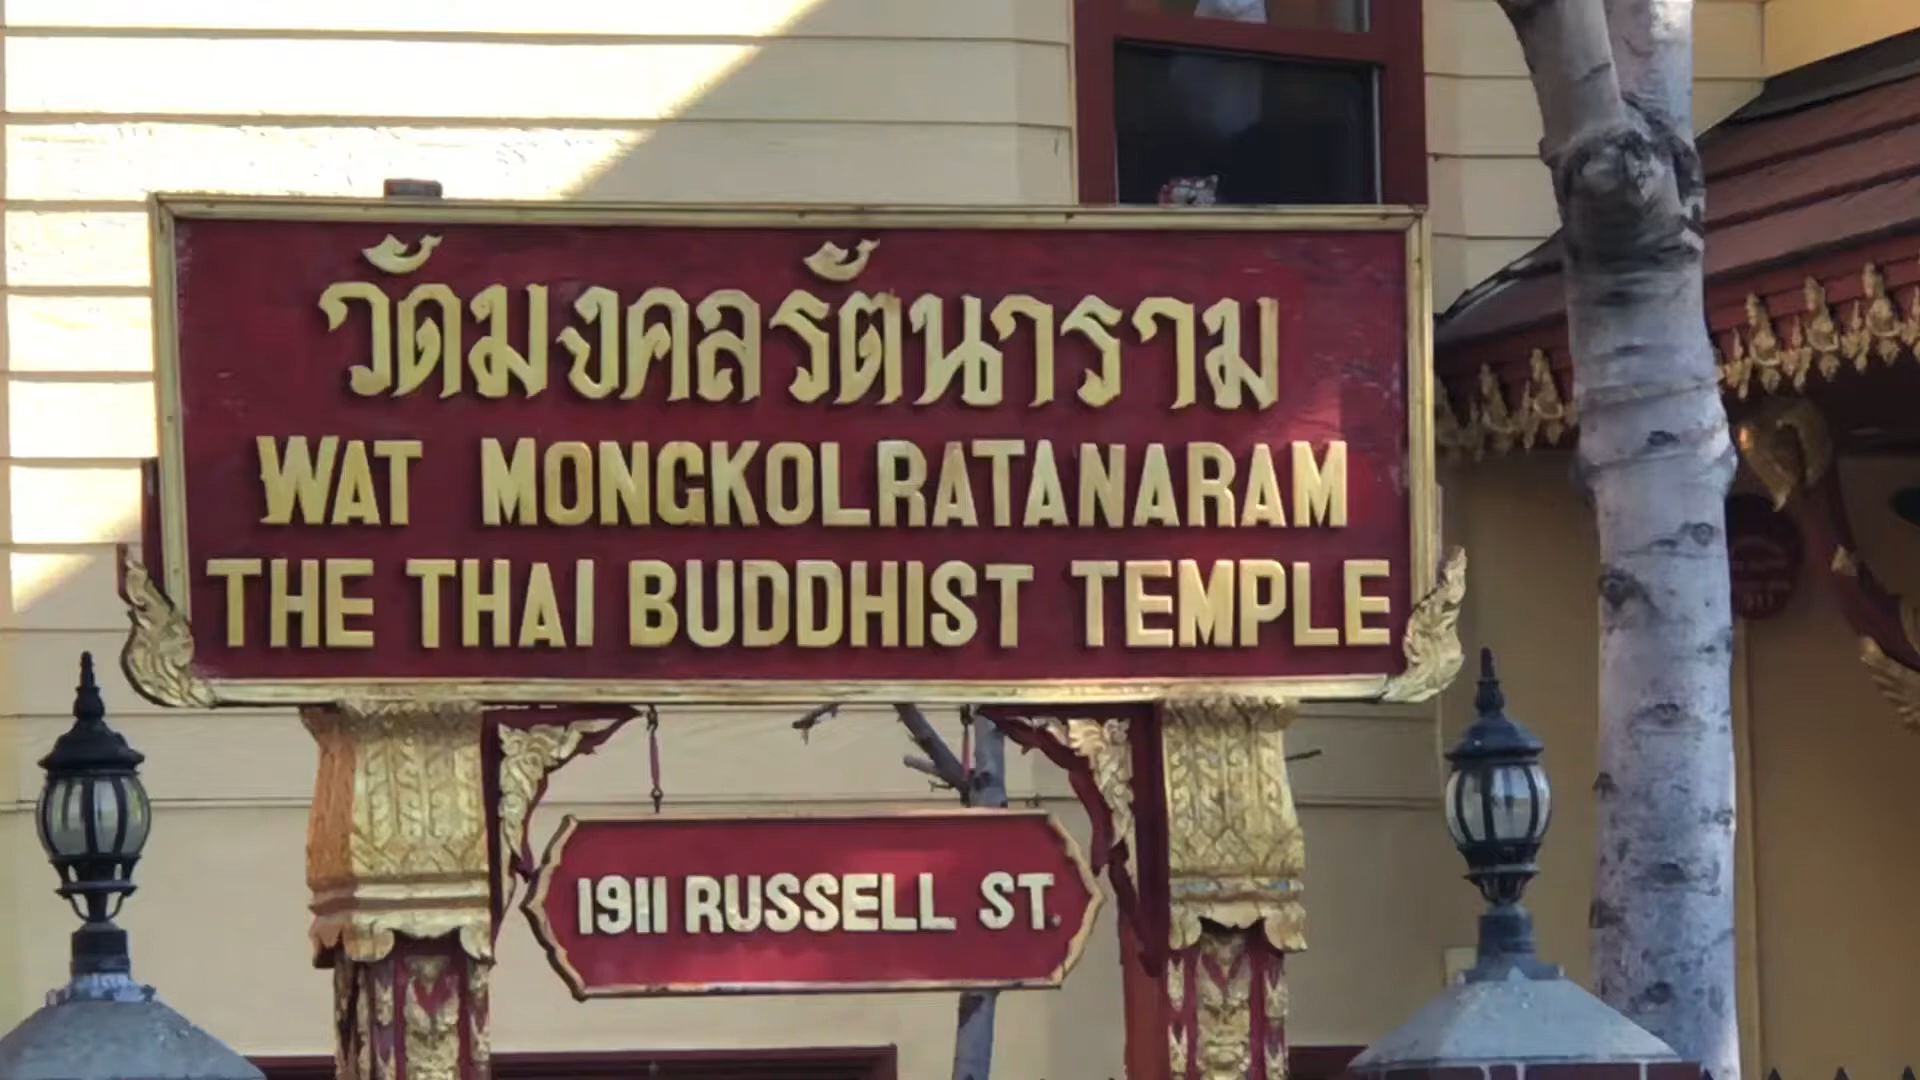 วัดมงคลรัตนาราม
WAT MONGKOLRATANARAM
THE THAI BUDDHIST TEMPLE
1911 RUSSELL ST.